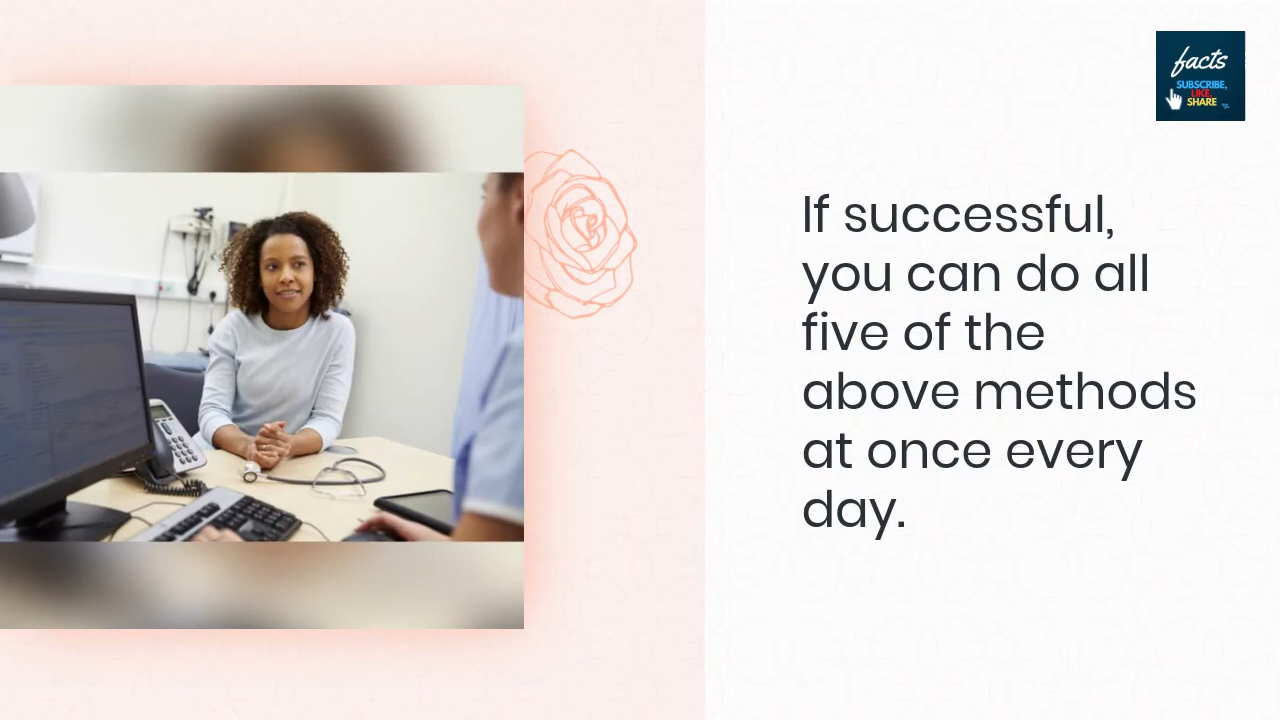 facts
SUBSCRIBE,
LIKE,
SHARE
If successful,
you can do all
five of the
above methods
at once every
day.